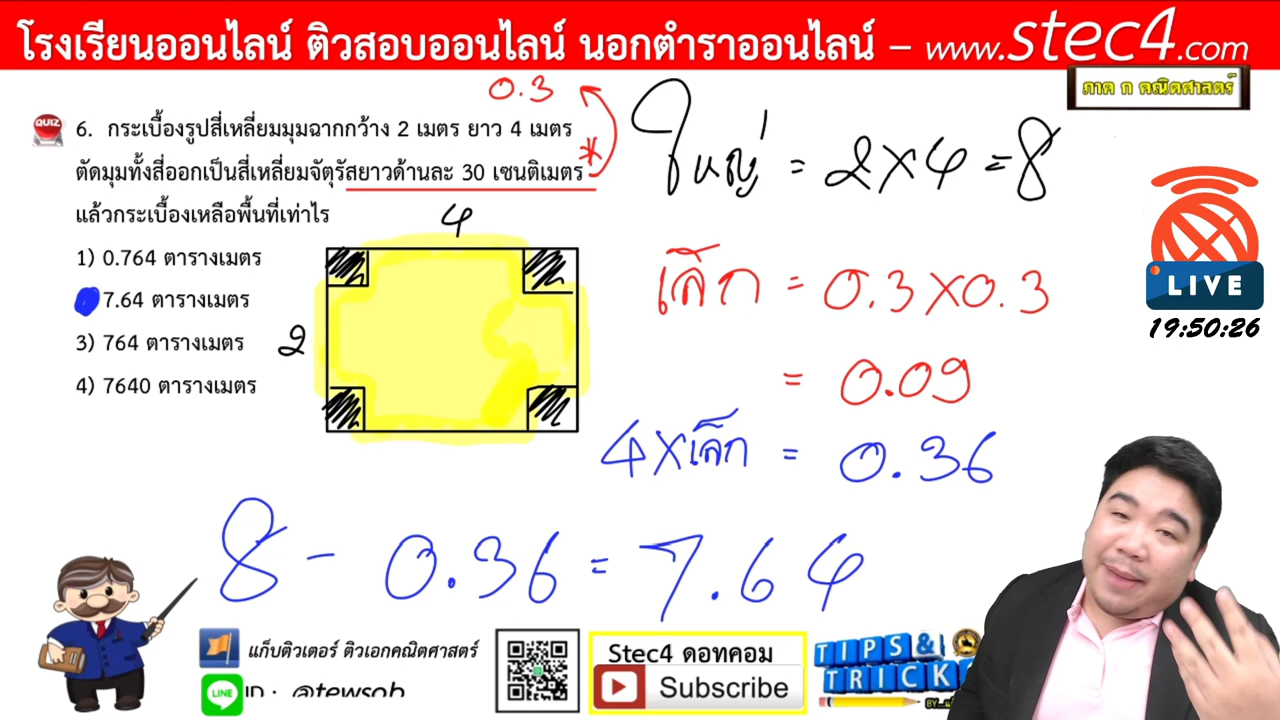 โรงเรียนออนไลน์ ติวสอบออนไลน์ นอกตำราออนไลน์ – www.stec4.com
ภาค ก คณิตศาสตร์
0.3
QUIZ
6. กระเบื้องรูปสี่เหลี่ยมมุมฉากกว้าง 2 เมตร ยาว 4 เมตร
ตัดมุมทั้งสี่ออกเป็นสี่เหลี่ยมจัตุรัสยาวด้านละ 30 เซนติเมตร *
แล้วกระเบื้องเหลือพื้นที่เท่าไร
1) 0.764 ตารางเมตร
7.64 ตารางเมตร
3) 764 ตารางเมตร
4) 7640 ตารางเมตร
4
2
ใหญ่ = 2×4 = 8
เล็ก = 0.3×0.3
= 0.09
4×เล็ก = 0.36
8 - 0.36 = 7.64
LIVE
19:50:26
แก๊บติวเตอร์ ติวเอกคณิตศาสตร์
LINE
ID : @tewsob
Stec4 ดอทคอม
Subscribe
TIPS &
TRICK